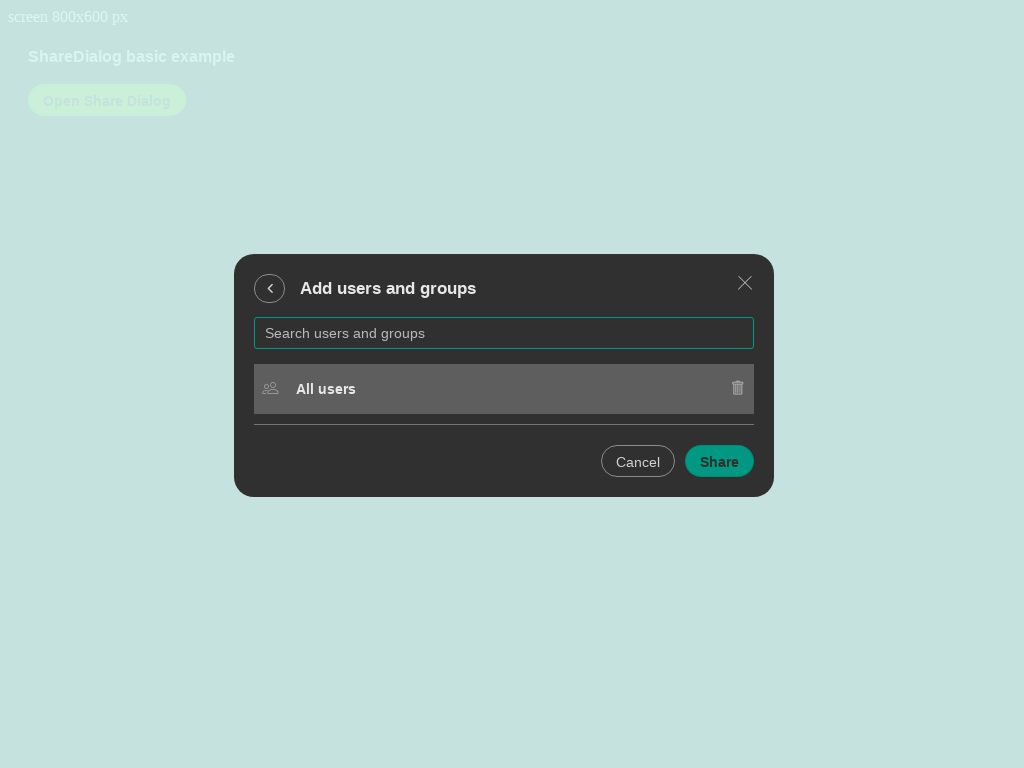 screen 800x600 px
ShareDialog basic example
Open Share Dialog
Add users and groups
Search users and groups
All users
Cancel
Share